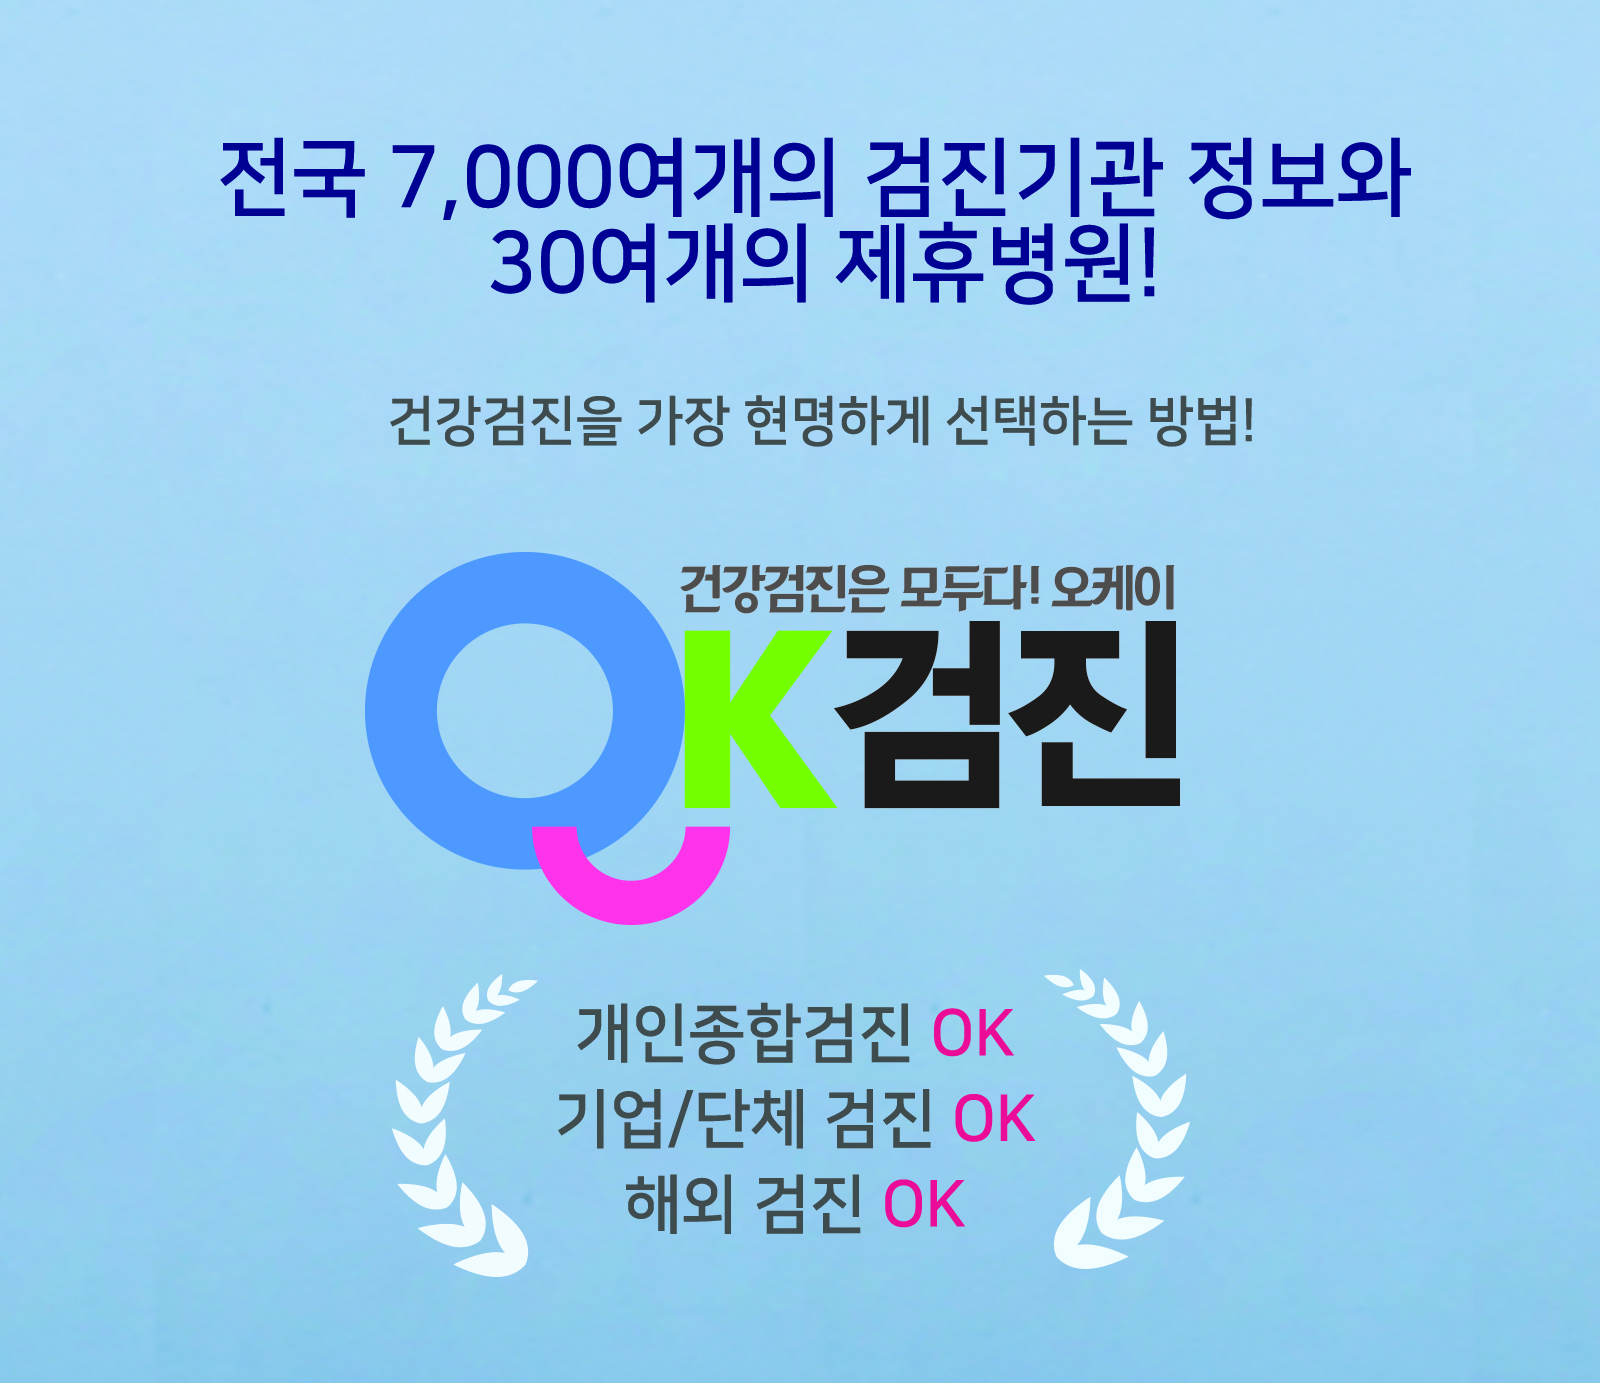 전국 7,000여개의 검진기관 정보와
30여개의 제휴병원!
건강검진을 가장 현명하게 선택하는 방법!
건강검진은 모두다! 오케이
OK검진
개인종합검진 OK
기업/단체 검진 OK
해외 검진 OK